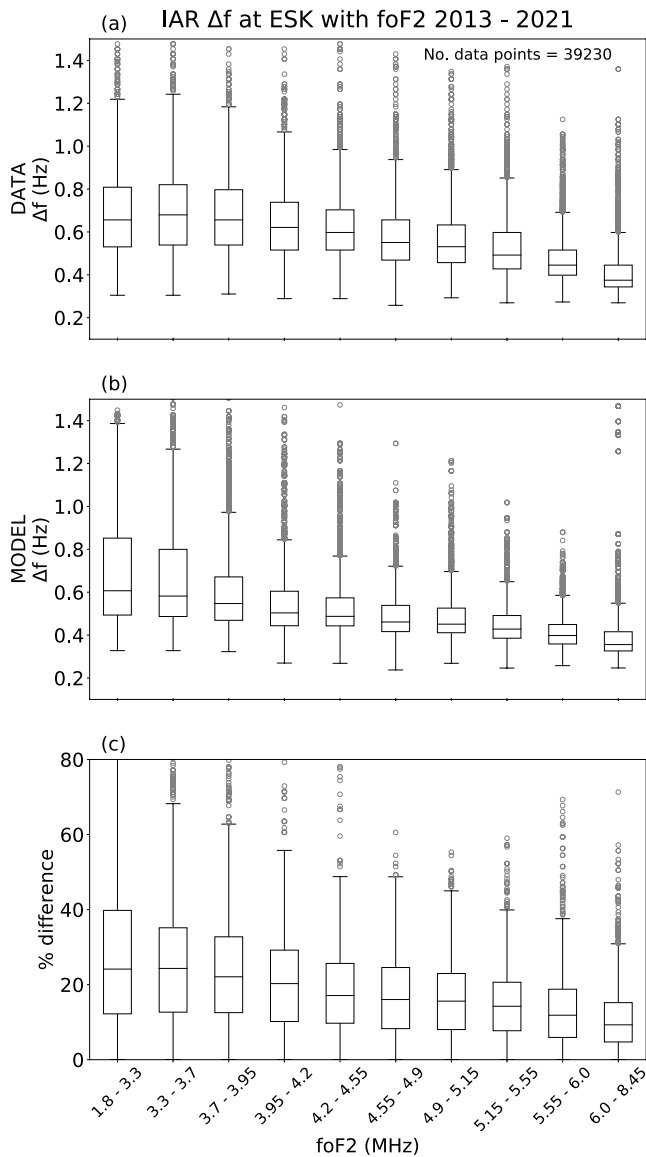 IAR Δf at ESK with foF2 2013 - 2021
(a)
No. data points = 39230
1.4
1.2
1.0
0.8
0.6
0.4
0.2
DATA
Δf (Hz)
(b)
1.4
1.2
1.0
0.8
0.6
0.4
0.2
MODEL
Δf (Hz)
(c)
80
60
40
20
0
% difference
1.8 - 3.3
3.3 - 3.7
3.7 - 3.95
3.95 - 4.2
4.2 - 4.55
4.55 - 4.9
4.9 - 5.15
5.15 - 5.55
5.55 - 6.0
6.0 - 8.45
foF2 (MHz)